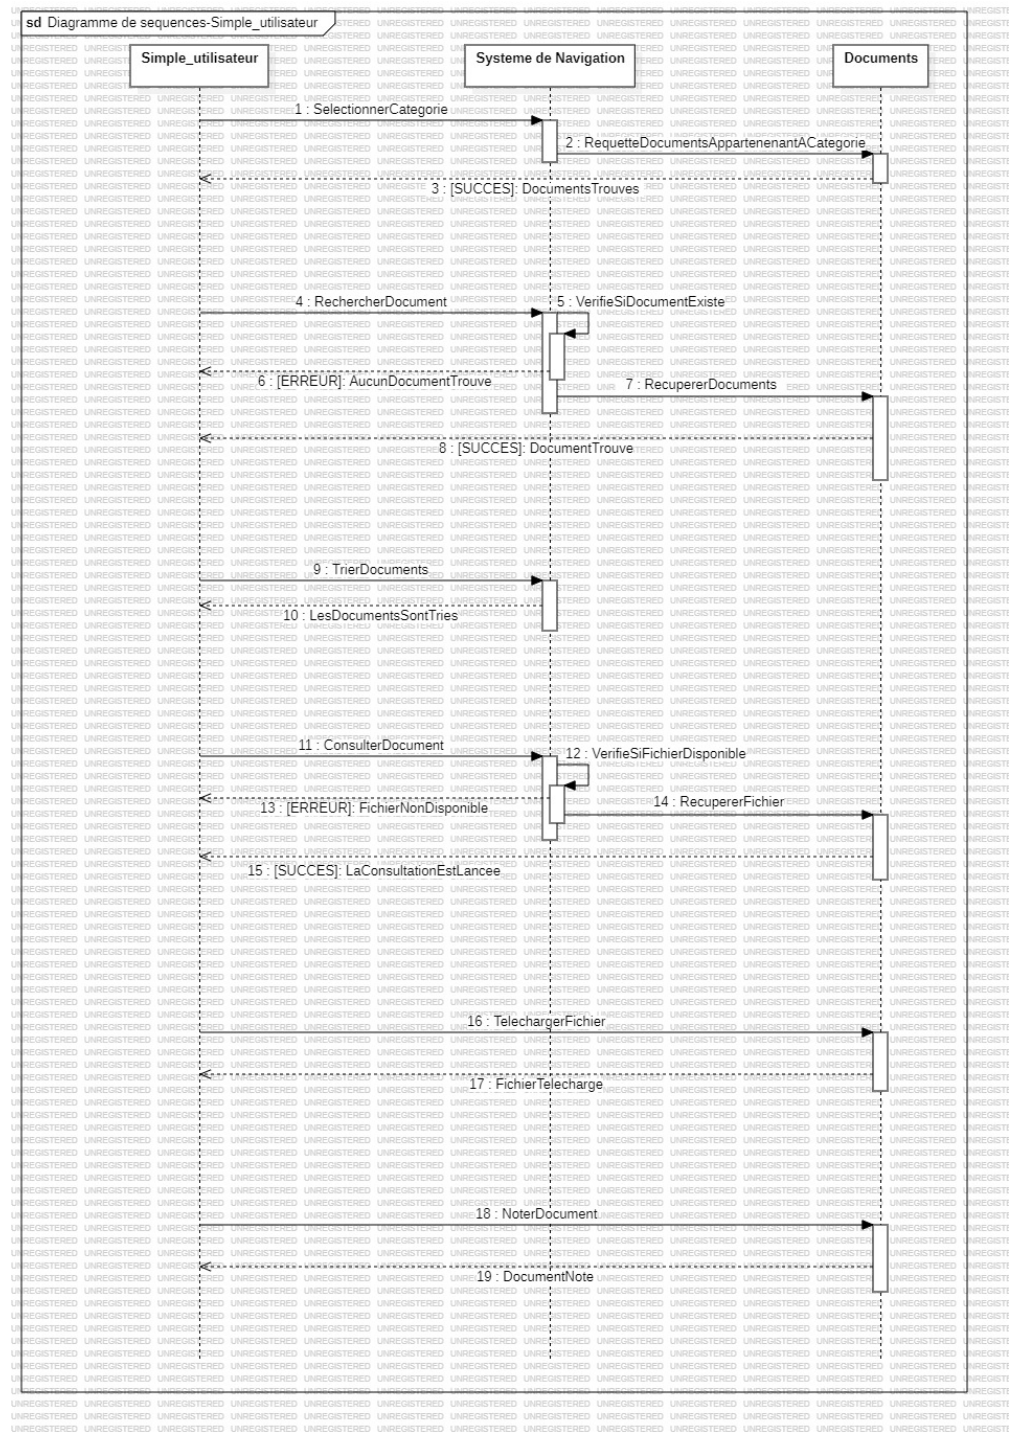 sd Diagramme de sequences-Simple_utilisateur
Simple_utilisateur
Systeme de Navigation
Documents
1 : SelectionnerCategorie
2 : RequetteDocumentsAppartenenantACategorie
3 : [SUCCES]: DocumentsTrouves
4 : RechercherDocument
5 : VerifieSiDocumentExiste
6 : [ERREUR]: AucunDocumentTrouve
7 : RecupererDocuments
8 : [SUCCES]: DocumentTrouve
9 : TrierDocuments
10 : LesDocumentsSontTries
11 : ConsulterDocument
12 : VerifieSiFichierDisponible
13 : [ERREUR]: FichierNonDisponible
14 : RecupererFichier
15 : [SUCCES]: LaConsultationEstLancee
16 : TelechargerFichier
17 : FichierTelecharge
18 : NoterDocument
19 : DocumentNote
UNREGISTERED